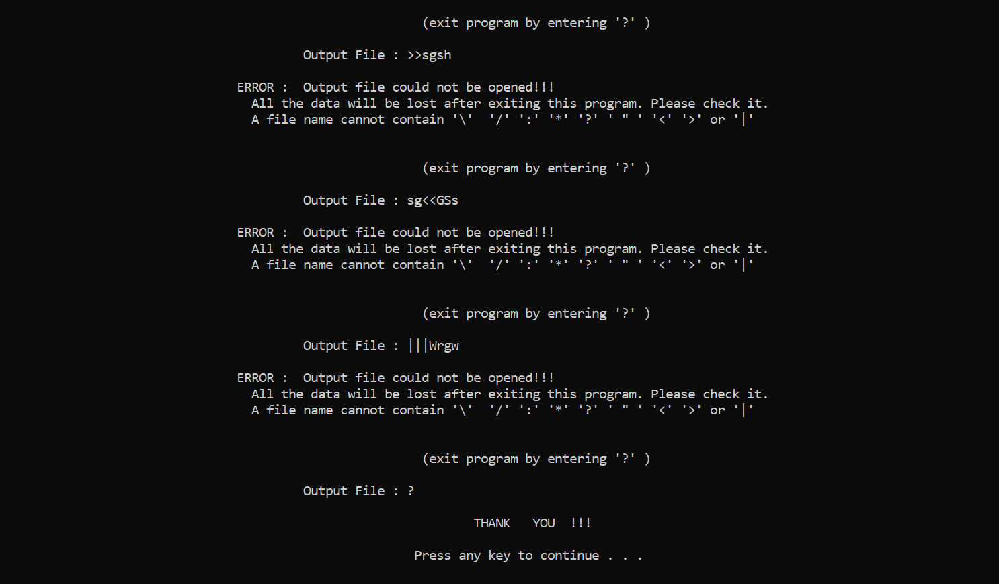 (exit program by entering '?' )
Output File : >>sgsh
ERROR :  Output file could not be opened!!!
All the data will be lost after exiting this program. Please check it.
A file name cannot contain '\'  '/' ':' '*' '?' ' " ' '<' '>' or '|'
(exit program by entering '?' )
Output File : sg<<GSs
ERROR :  Output file could not be opened!!!
All the data will be lost after exiting this program. Please check it.
A file name cannot contain '\'  '/' ':' '*' '?' ' " ' '<' '>' or '|'
(exit program by entering '?' )
Output File : |||Wrgw
ERROR :  Output file could not be opened!!!
All the data will be lost after exiting this program. Please check it.
A file name cannot contain '\'  '/' ':' '*' '?' ' " ' '<' '>' or '|'
(exit program by entering '?' )
Output File : ?
THANK   YOU  !!!
Press any key to continue . . .